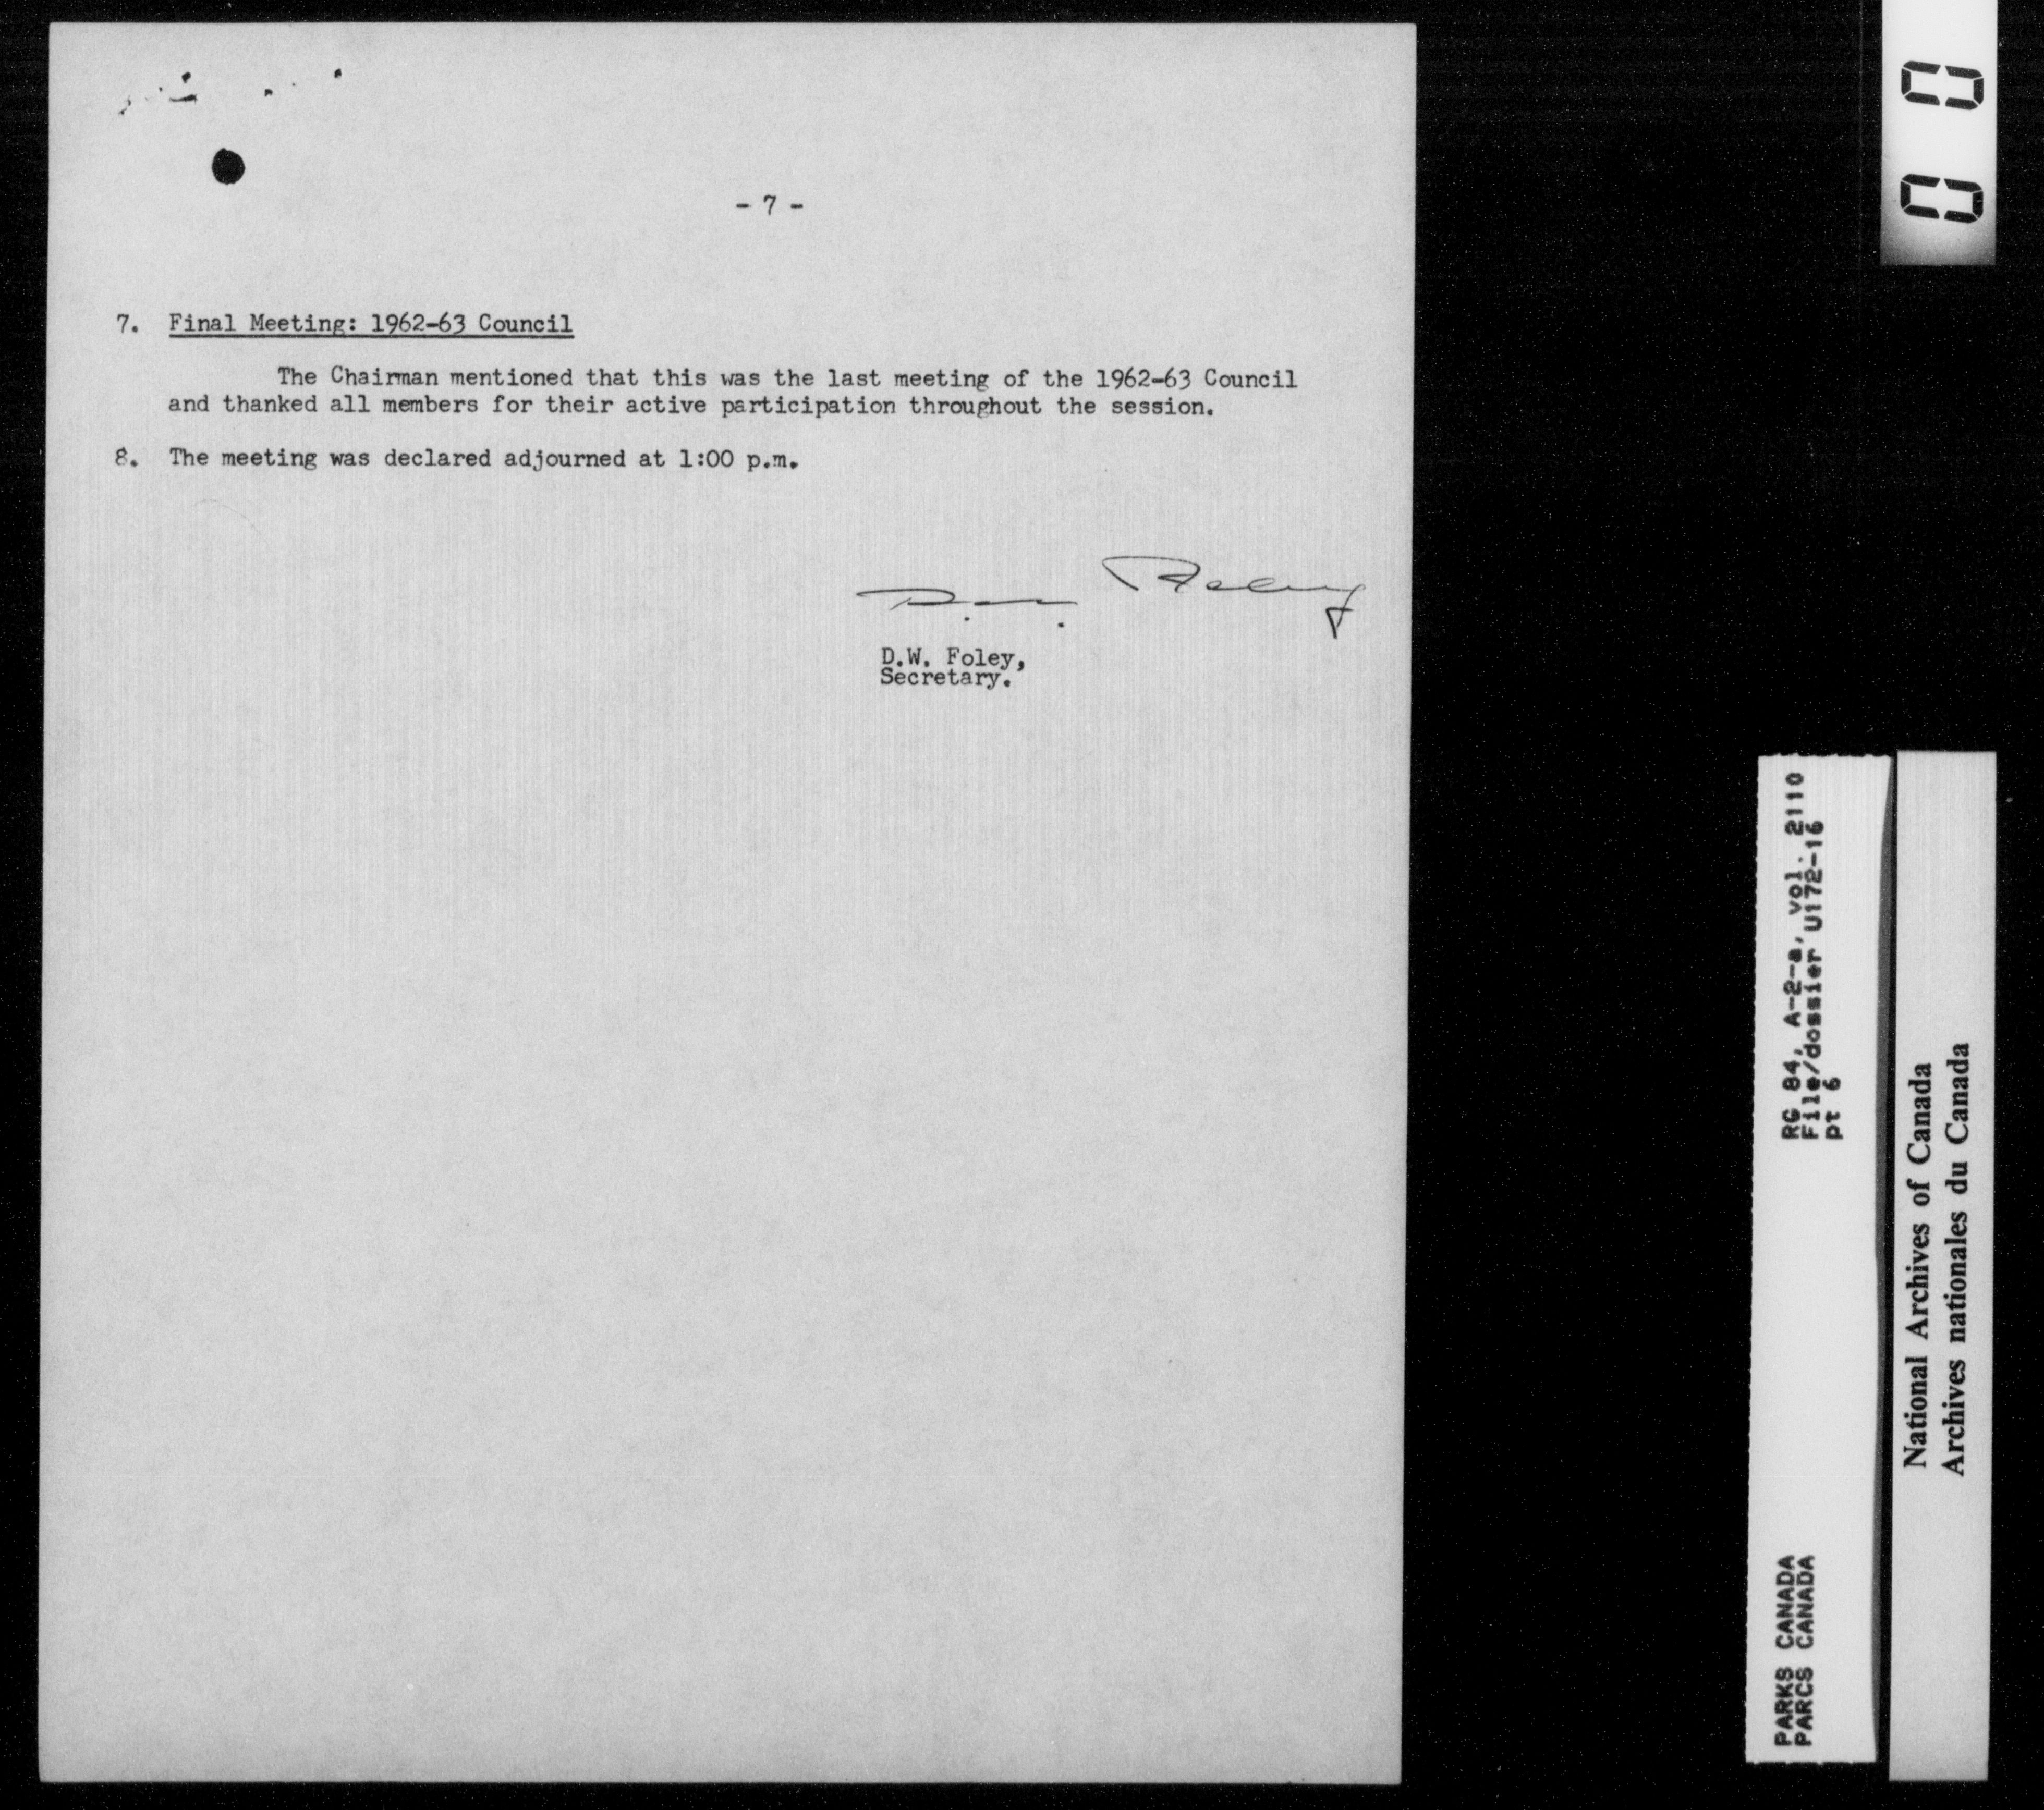 - 7 -
7. Final Meeting: 1962-63 Council
The Chairman mentioned that this was the last meeting of the 1962-63 Council
and thanked all members for their active participation throughout the session.
8. The meeting was declared adjourned at 1:00 p.m.
D.W. Foley
D.W. Foley,
Secretary.
00
RG 84, A-2-a, vol. 2110
File/dossier U172-16
pt 6
PARKS CANADA
PARCS CANADA
National Archives of Canada
Archives nationales du Canada